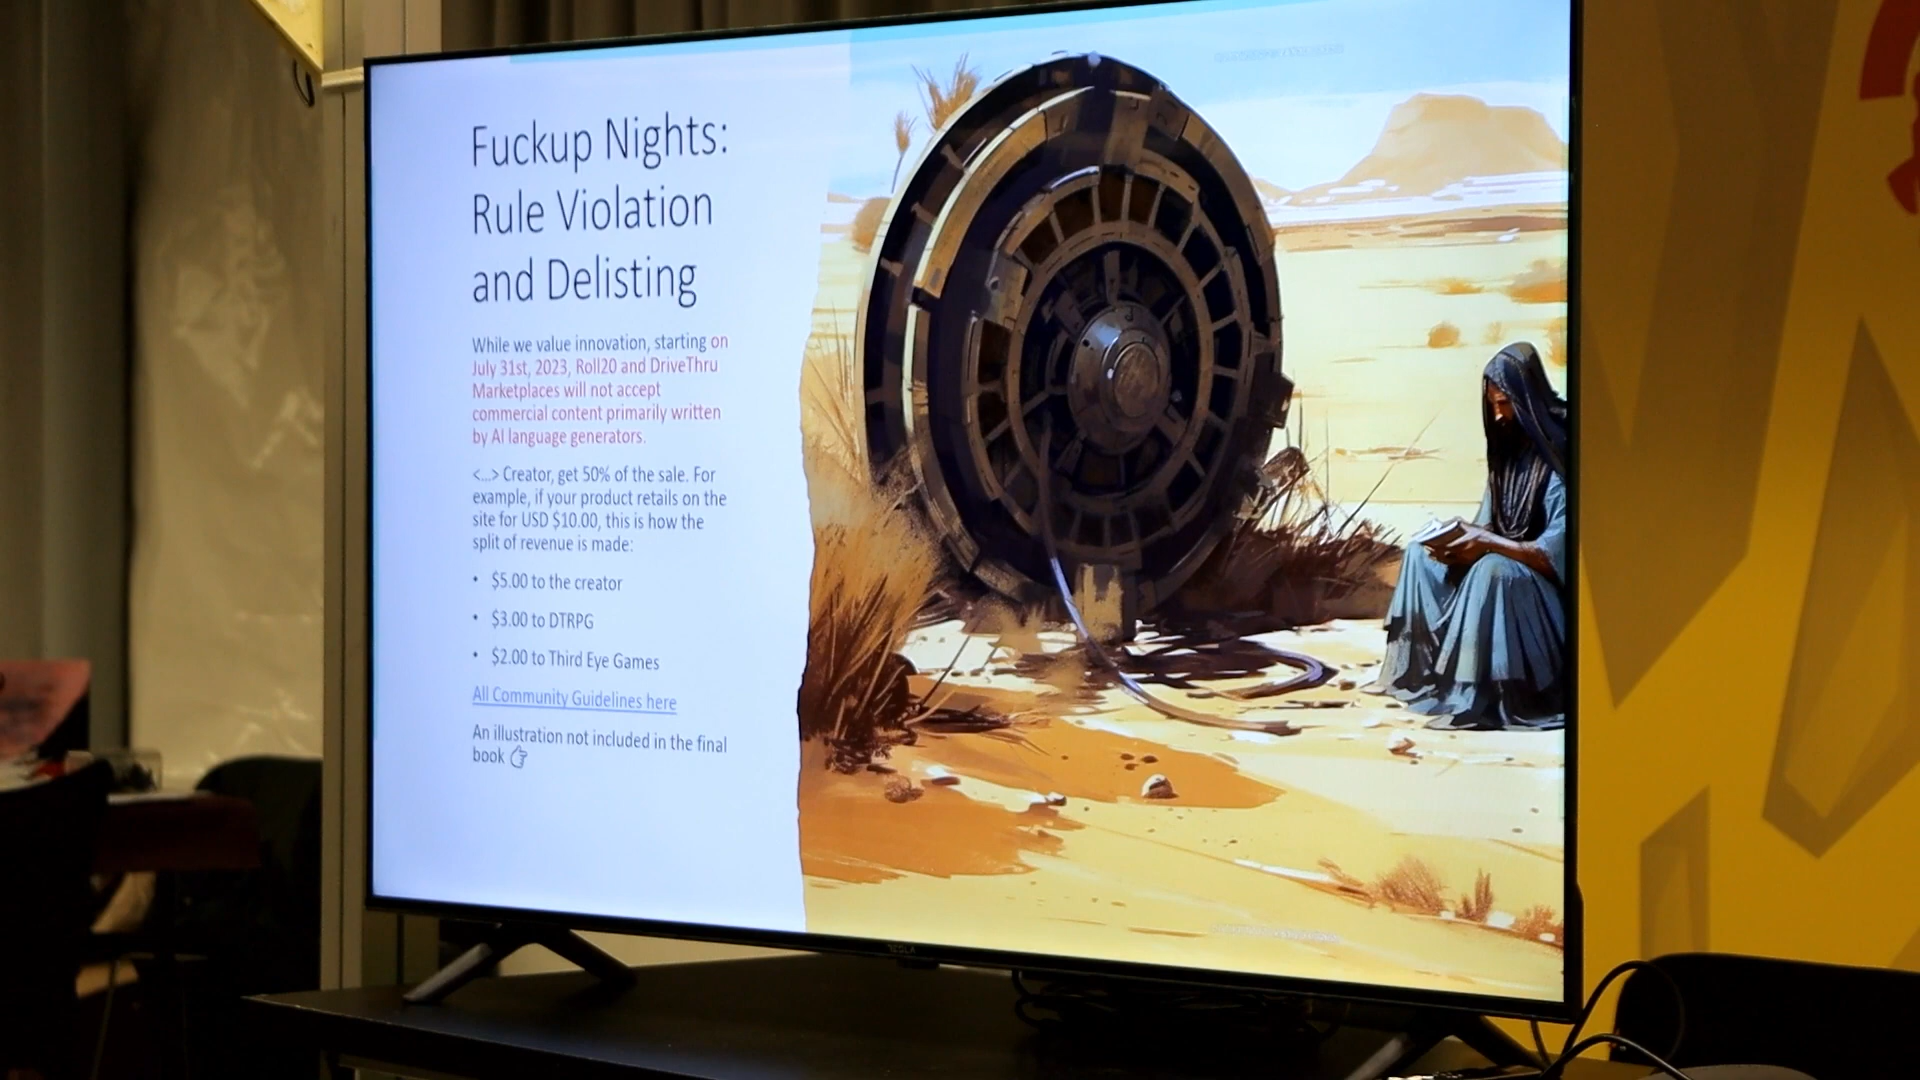 Fuckup Nights:
Rule Violation
and Delisting
While we value innovation, starting on
July 31st, 2023, Roll20 and DriveThru
Marketplaces will not accept
commercial content primarily written
by AI language generators.
<...> Creator, get 50% of the sale. For
example, if your product retails on the
site for USD $10.00, this is how the
split of revenue is made:
• $5.00 to the creator
• $3.00 to DTRPG
• $2.00 to Third Eye Games
All Community Guidelines here
An illustration not included in the final
book 👉
TESLA